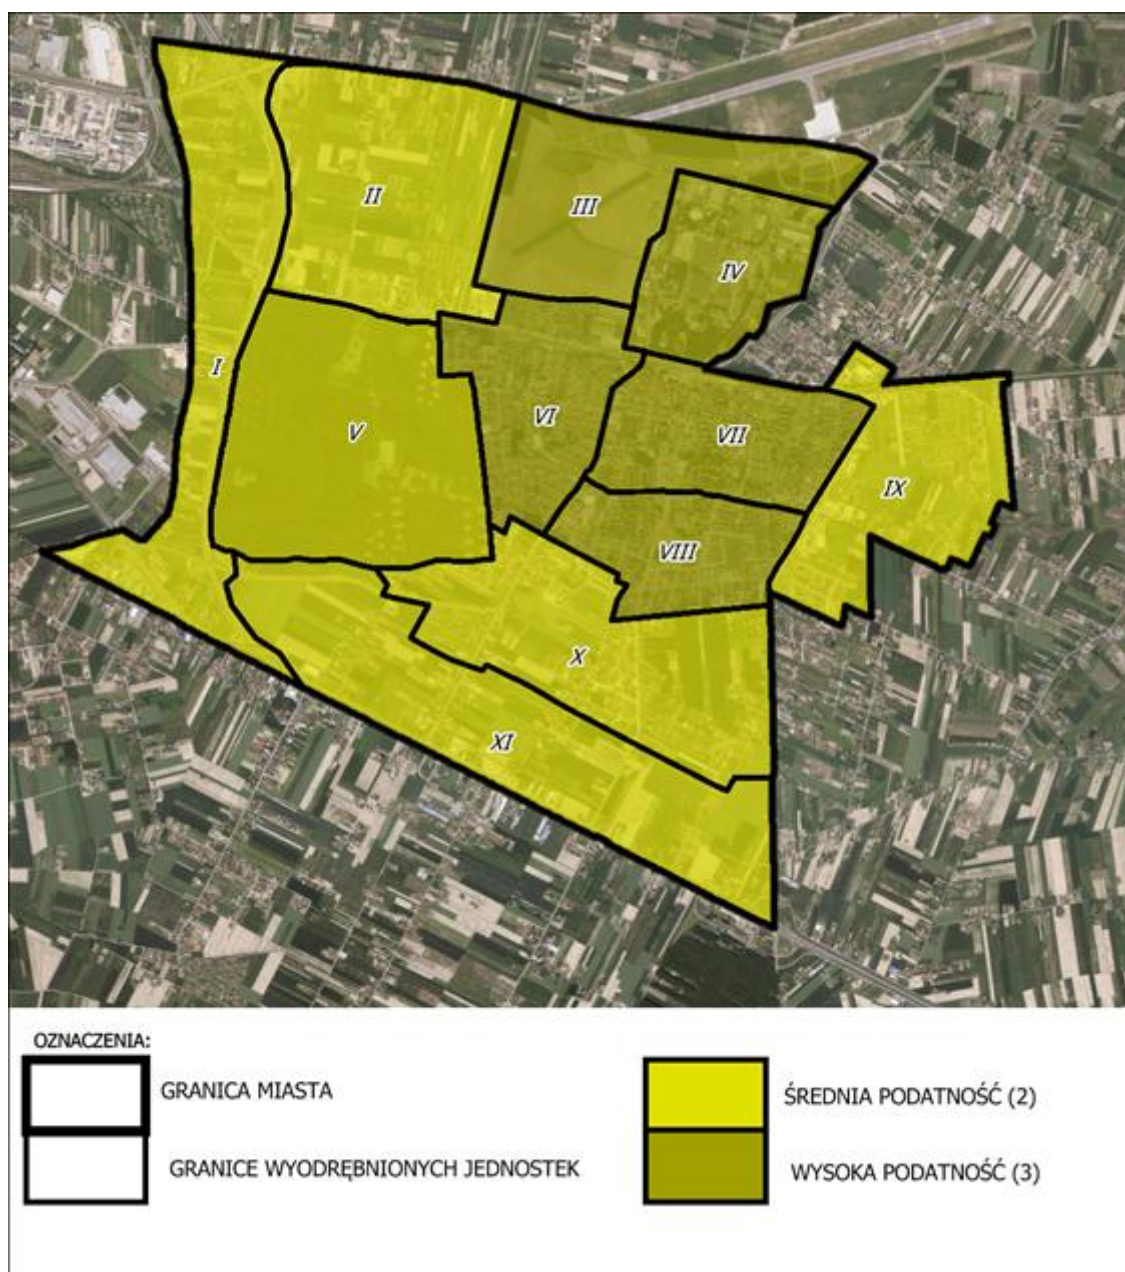 II
III
IV
I
V
VI
VII
IX
VIII
X
XI
OZNACZENIA:
GRANICA MIASTA
GRANICE WYODRĘBNIONYCH JEDNOSTEK
ŚREDNIA PODATNOŚĆ (2)
WYSOKA PODATNOŚĆ (3)